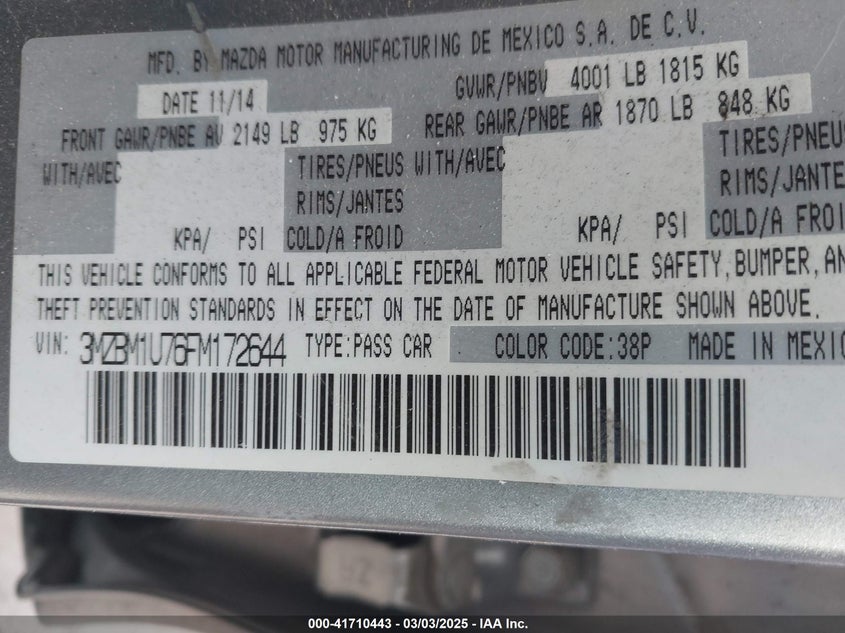 MFD. BY MAZDA MOTOR MANUFACTURING DE MEXICO S.A. DE C.V.
DATE 11/14 GVWR/PNBV 4001 LB 1815 KG
FRONT GAWR/PNBE AV 2149 LB 975 KG REAR GAWR/PNBE AR 1870 LB 848 KG
WITH/AVEC TIRES/PNEUS WITH/AVEC TIRES/PNEUS
RIMS/JANTES RIMS/JANTES
KPA/ PSI COLD/A FROID KPA/ PSI COLD/A FROI
THIS VEHICLE CONFORMS TO ALL APPLICABLE FEDERAL MOTOR VEHICLE SAFETY, BUMPER, AN
THEFT PREVENTION STANDARDS IN EFFECT ON THE DATE OF MANUFACTURE SHOWN ABOVE.
VIN: 3MZBM1U76FM172644 TYPE:PASS CAR COLOR CODE:38P MADE IN MEXIC
000-41710443 — 03/03/2025 — IAA Inc.